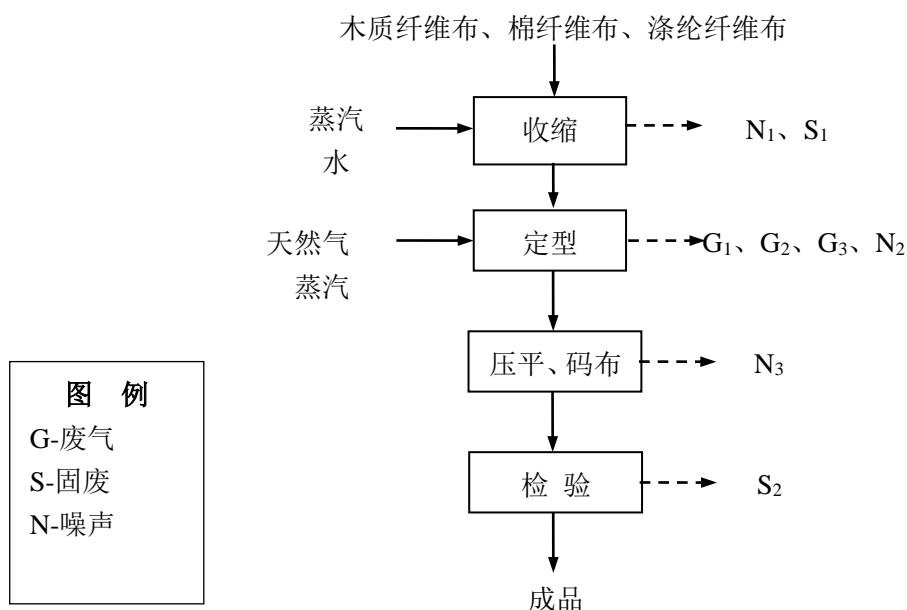 木质纤维布、棉纤维布、涤纶纤维布
蒸汽
水
收缩
N₁、S₁
天然气
蒸汽
定型
G₁、G₂、G₃、N₂
压平、码布
N₃
图 例
G-废气
S-固废
N-噪声
检 验
S₂
成品